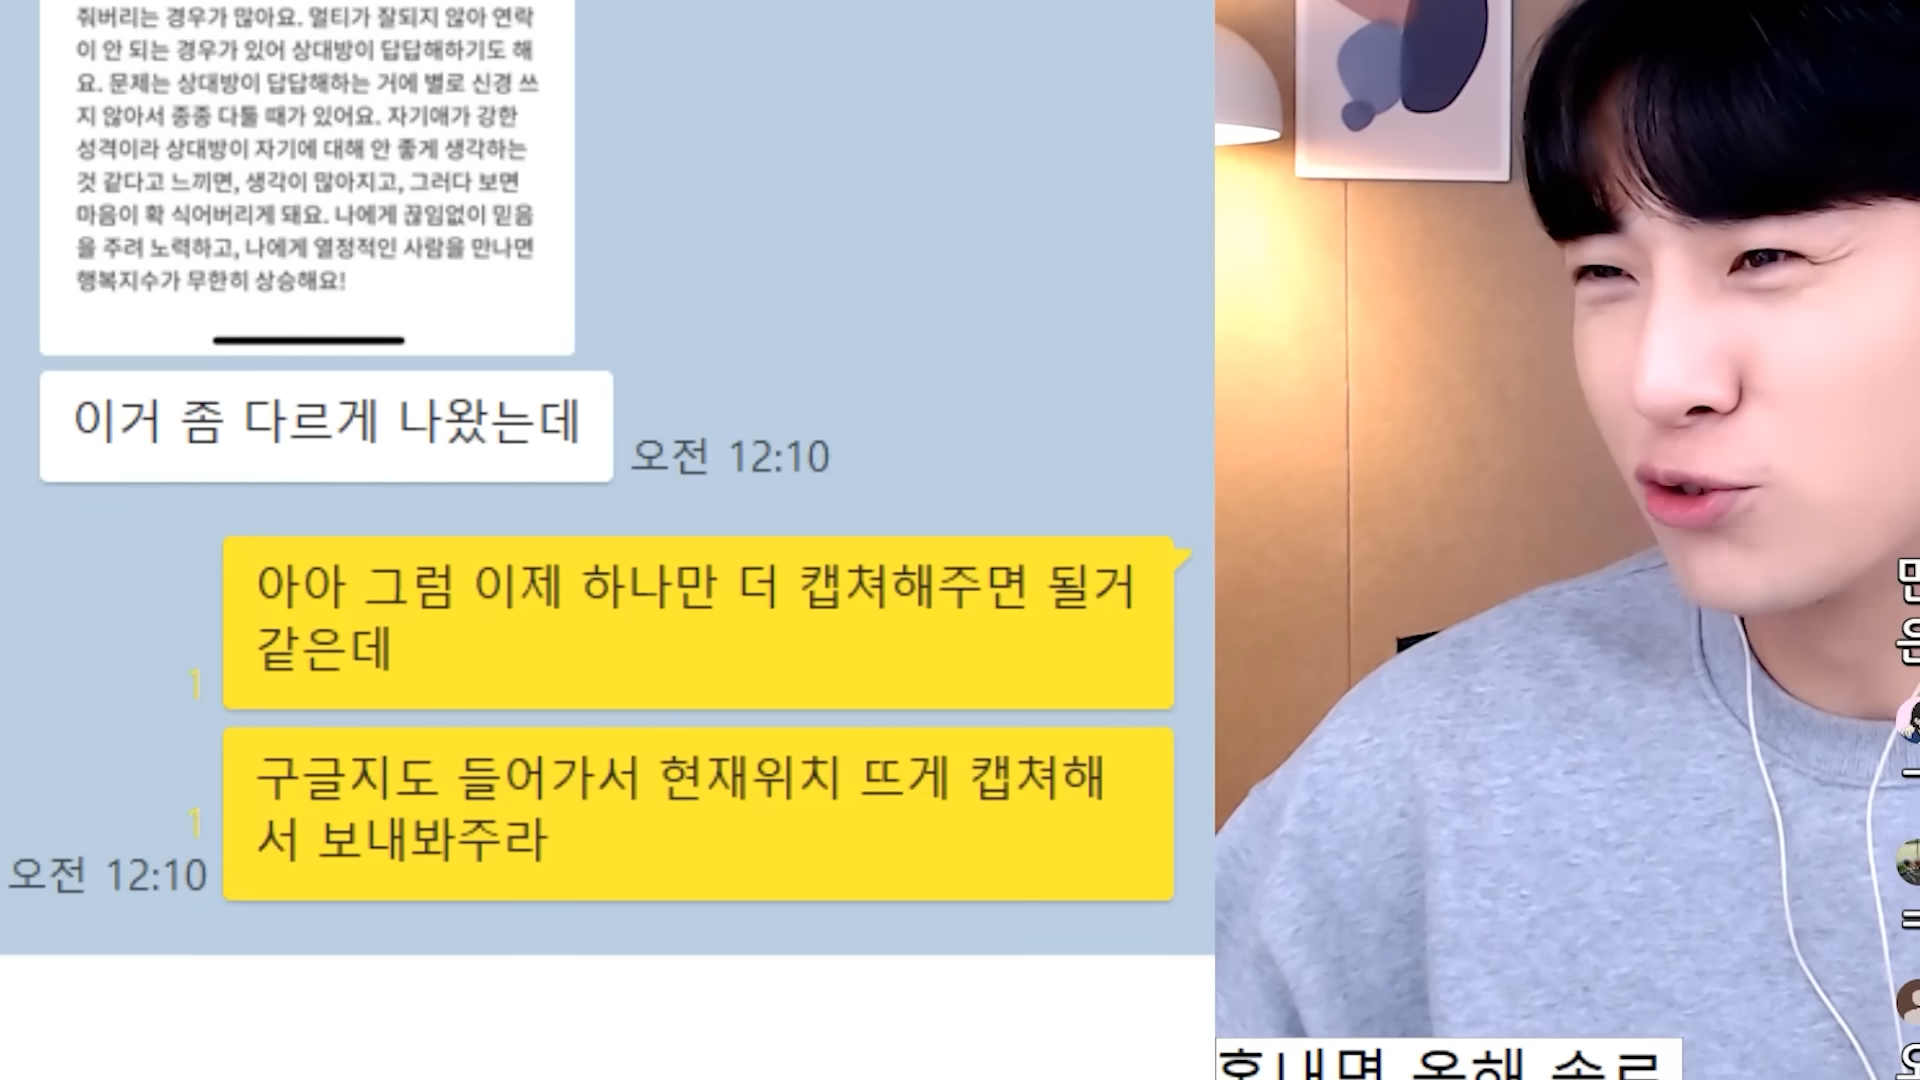 줘버리는 경우가 많아요. 멀티가 잘되지 않아 연락
이 안 되는 경우가 있어 상대방이 답답해하기도 해
요. 문제는 상대방이 답답해하는 거에 별로 신경 쓰
지 않아서 종종 다툴 때가 있어요. 자기애가 강한
성격이라 상대방이 자기에 대해 안 좋게 생각하는
것 같다고 느끼면, 생각이 많아지고, 그러다 보면
마음이 확 식어버리게 돼요. 나에게 끊임없이 믿음
을 주려 노력하고, 나에게 열정적인 사람을 만나면
행복지수가 무한히 상승해요!
이거 좀 다르게 나왔는데
오전 12:10
아아 그럼 이제 하나만 더 캡쳐해주면 될거
같은데
1
구글지도 들어가서 현재위치 뜨게 캡쳐해
서 보내봐주라
1
오전 12:10